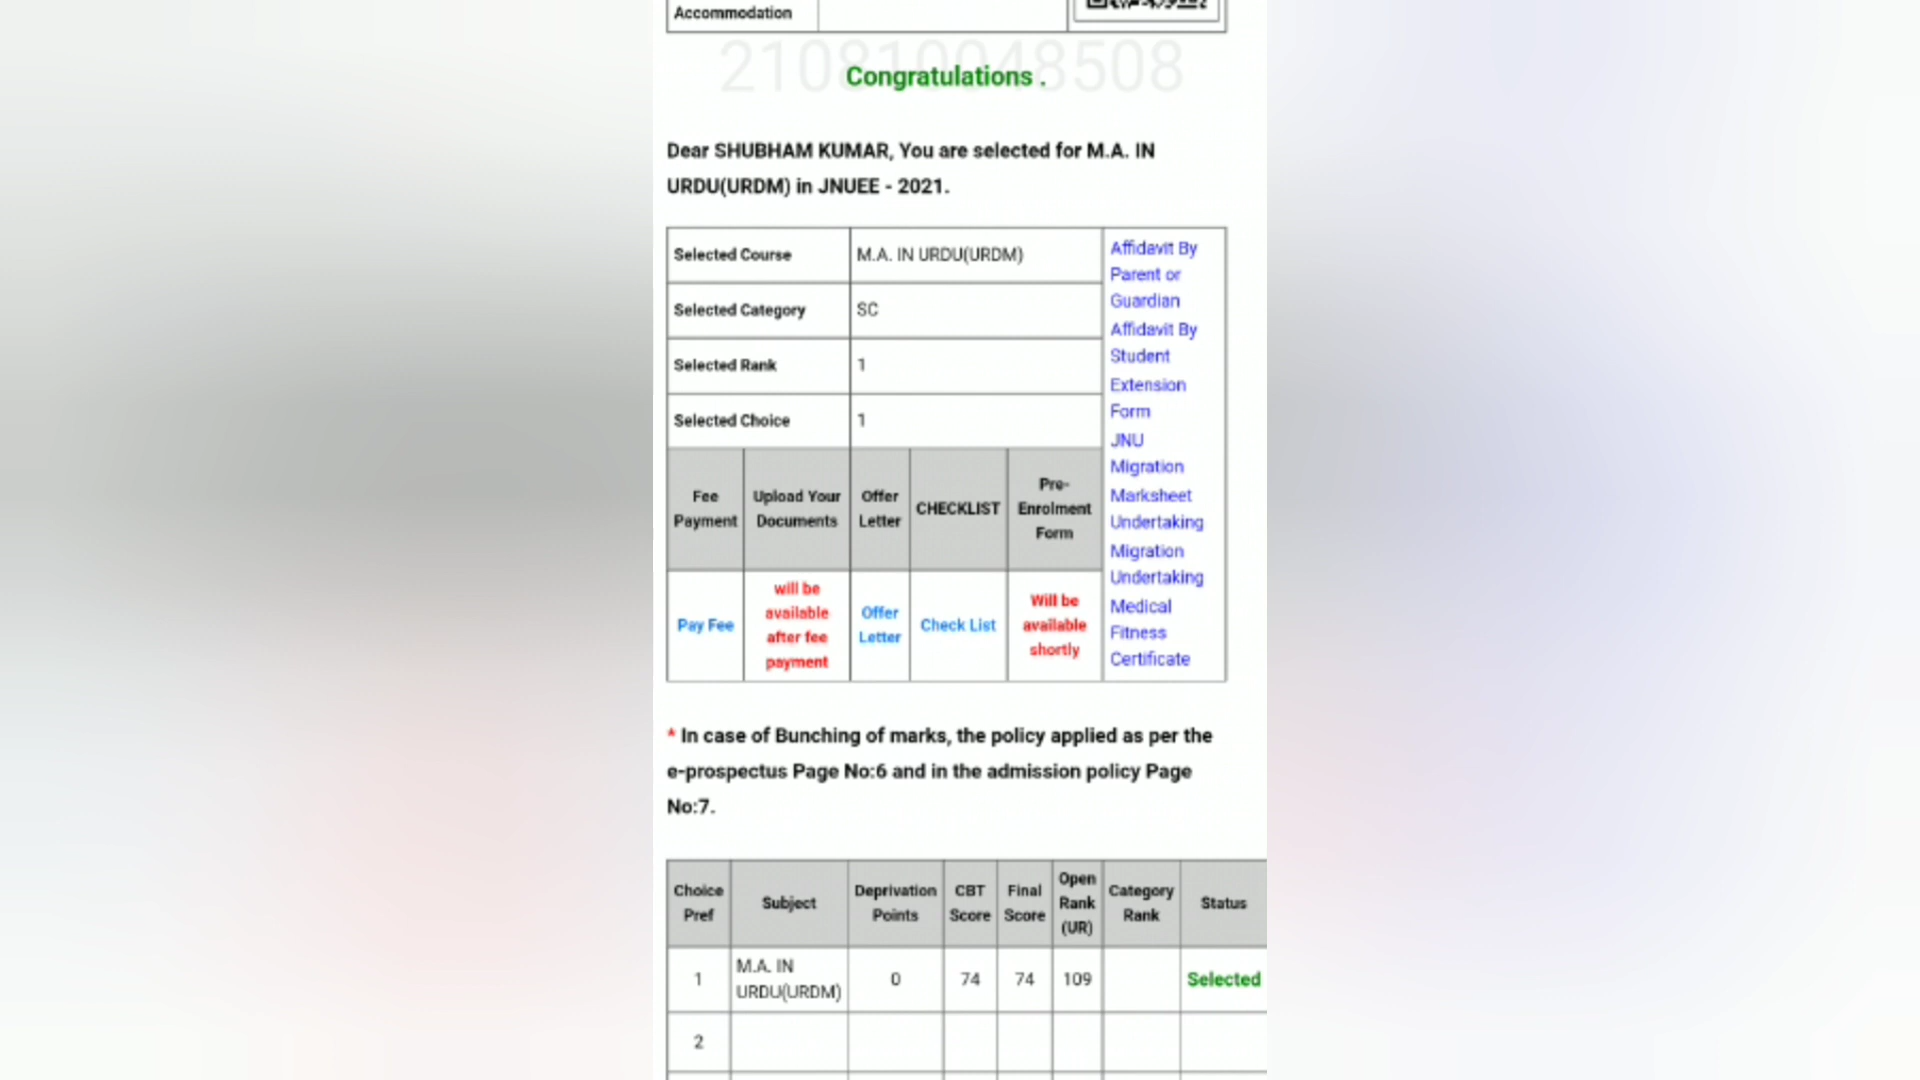 Accommodation
210810048508
Congratulations .
Dear SHUBHAM KUMAR, You are selected for M.A. IN
URDU(URDM) in JNUEE - 2021.
Selected Course M.A. IN URDU(URDM)
Selected Category SC
Selected Rank 1
Selected Choice 1
Affidavit By
Parent or
Guardian
Affidavit By
Student
Extension
Form
JNU
Migration
Marksheet
Undertaking
Migration
Undertaking
Medical
Fitness
Certificate
Fee
Payment
Upload Your
Documents
Offer
Letter
CHECKLIST
Pre-
Enrolment
Form
Pay Fee
will be
available
after fee
payment
Offer
Letter
Check List
Will be
available
shortly
* In case of Bunching of marks, the policy applied as per the
e-prospectus Page No:6 and in the admission policy Page
No:7.
Choice
Pref
Subject
Deprivation
Points
CBT
Score
Final
Score
Open
Rank
(UR)
Category
Rank
Status
1
M.A. IN
URDU(URDM)
0
74
74
109
Selected
2